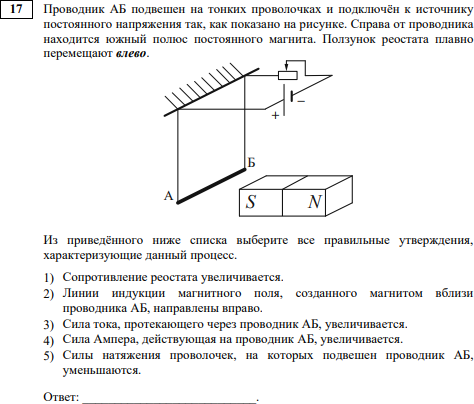 17 Проводник АБ подвешен на тонких проволочках и подключён к источнику
постоянного напряжения так, как показано на рисунке. Справа от проводника
находится южный полюс постоянного магнита. Ползунок реостата плавно
перемещают влево.
+ –
Б
А
S N
Из приведённого ниже списка выберите все правильные утверждения,
характеризующие данный процесс.
1) Сопротивление реостата увеличивается.
2) Линии индукции магнитного поля, созданного магнитом вблизи
проводника АБ, направлены вправо.
3) Сила тока, протекающего через проводник АБ, увеличивается.
4) Сила Ампера, действующая на проводник АБ, увеличивается.
5) Силы натяжения проволочек, на которых подвешен проводник АБ,
уменьшаются.
Ответ: ____________________________.